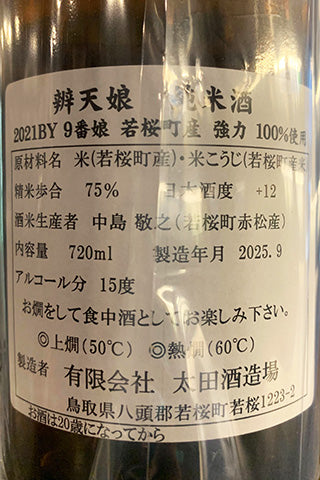 辨天娘 純米酒
2021BY 9番娘 若桜町産 強力 100%使用
原材料名 米(若桜町産)・米こうじ(若桜町産米
精米歩合 75% 日本酒度 +12
酒米生産者 中島 敬之(若桜町赤松産)
内容量 720ml 製造年月 2025.9
アルコール分 15度
お燗をして食中酒としてお楽しみ下さい。
◎上燗(50℃) ◎熱燗(60℃)
製造者 有限会社 太田酒造場
鳥取県八頭郡若桜町若桜1223-2
お酒は20歳になってから